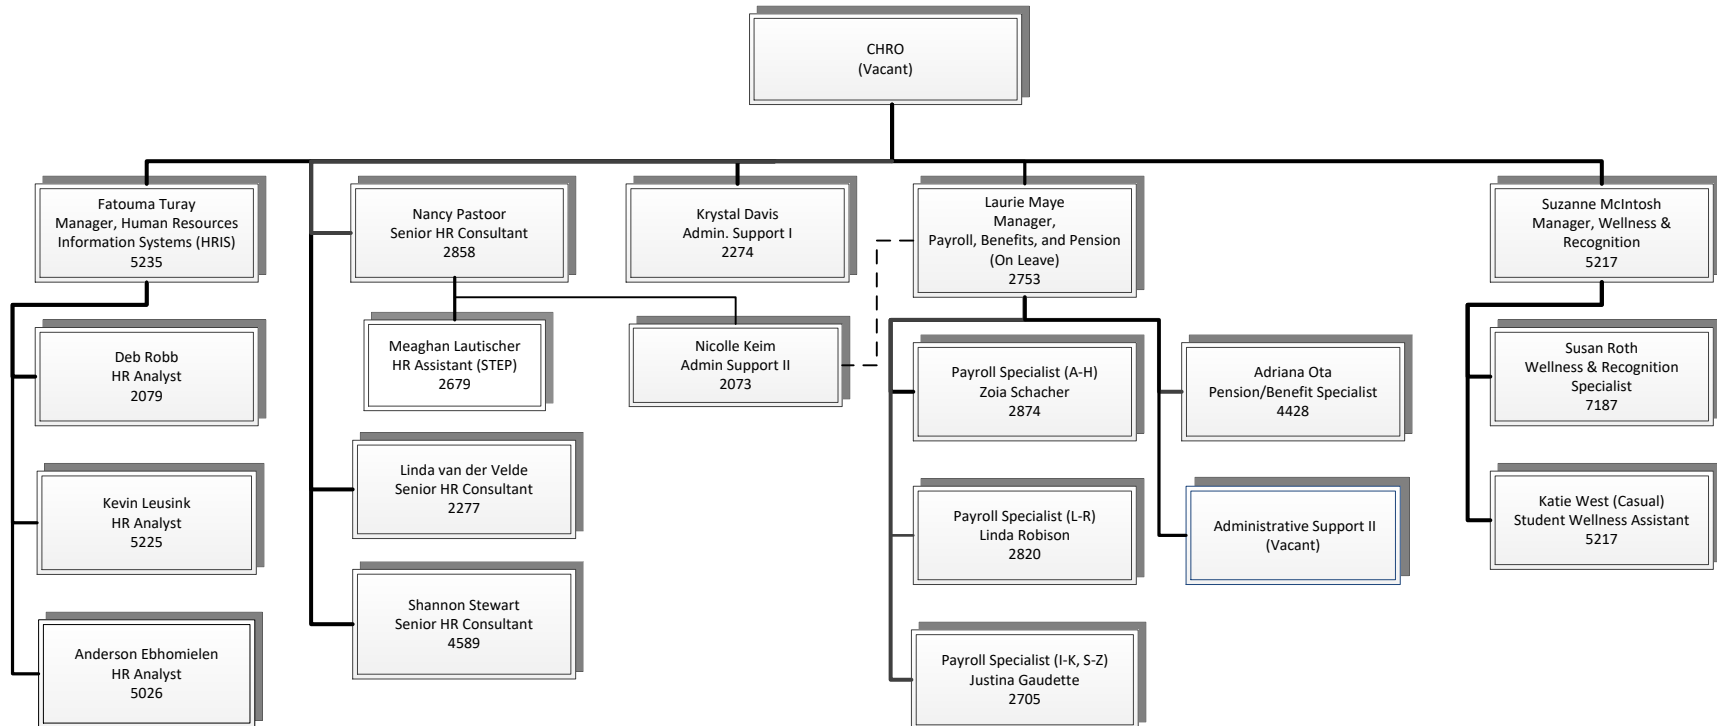 CHRO
(Vacant)
Fatouma Turay
Manager, Human Resources
Information Systems (HRIS)
5235
Nancy Pastoor
Senior HR Consultant
2858
Krystal Davis
Admin. Support I
2274
Laurie Maye
Manager,
Payroll, Benefits, and Pension
(On Leave)
2753
Suzanne McIntosh
Manager, Wellness &
Recognition
5217
Deb Robb
HR Analyst
2079
Meaghan Lautischer
HR Assistant (STEP)
2679
Nicolle Keim
Admin Support II
2073
Payroll Specialist (A-H)
Zoia Schacher
2874
Adriana Ota
Pension/Benefit Specialist
4428
Susan Roth
Wellness & Recognition
Specialist
7187
Kevin Leusink
HR Analyst
5225
Linda van der Velde
Senior HR Consultant
2277
Payroll Specialist (L-R)
Linda Robison
2820
Administrative Support II
(Vacant)
Katie West (Casual)
Student Wellness Assistant
5217
Anderson Ebhomielen
HR Analyst
5026
Shannon Stewart
Senior HR Consultant
4589
Payroll Specialist (I-K, S-Z)
Justina Gaudette
2705